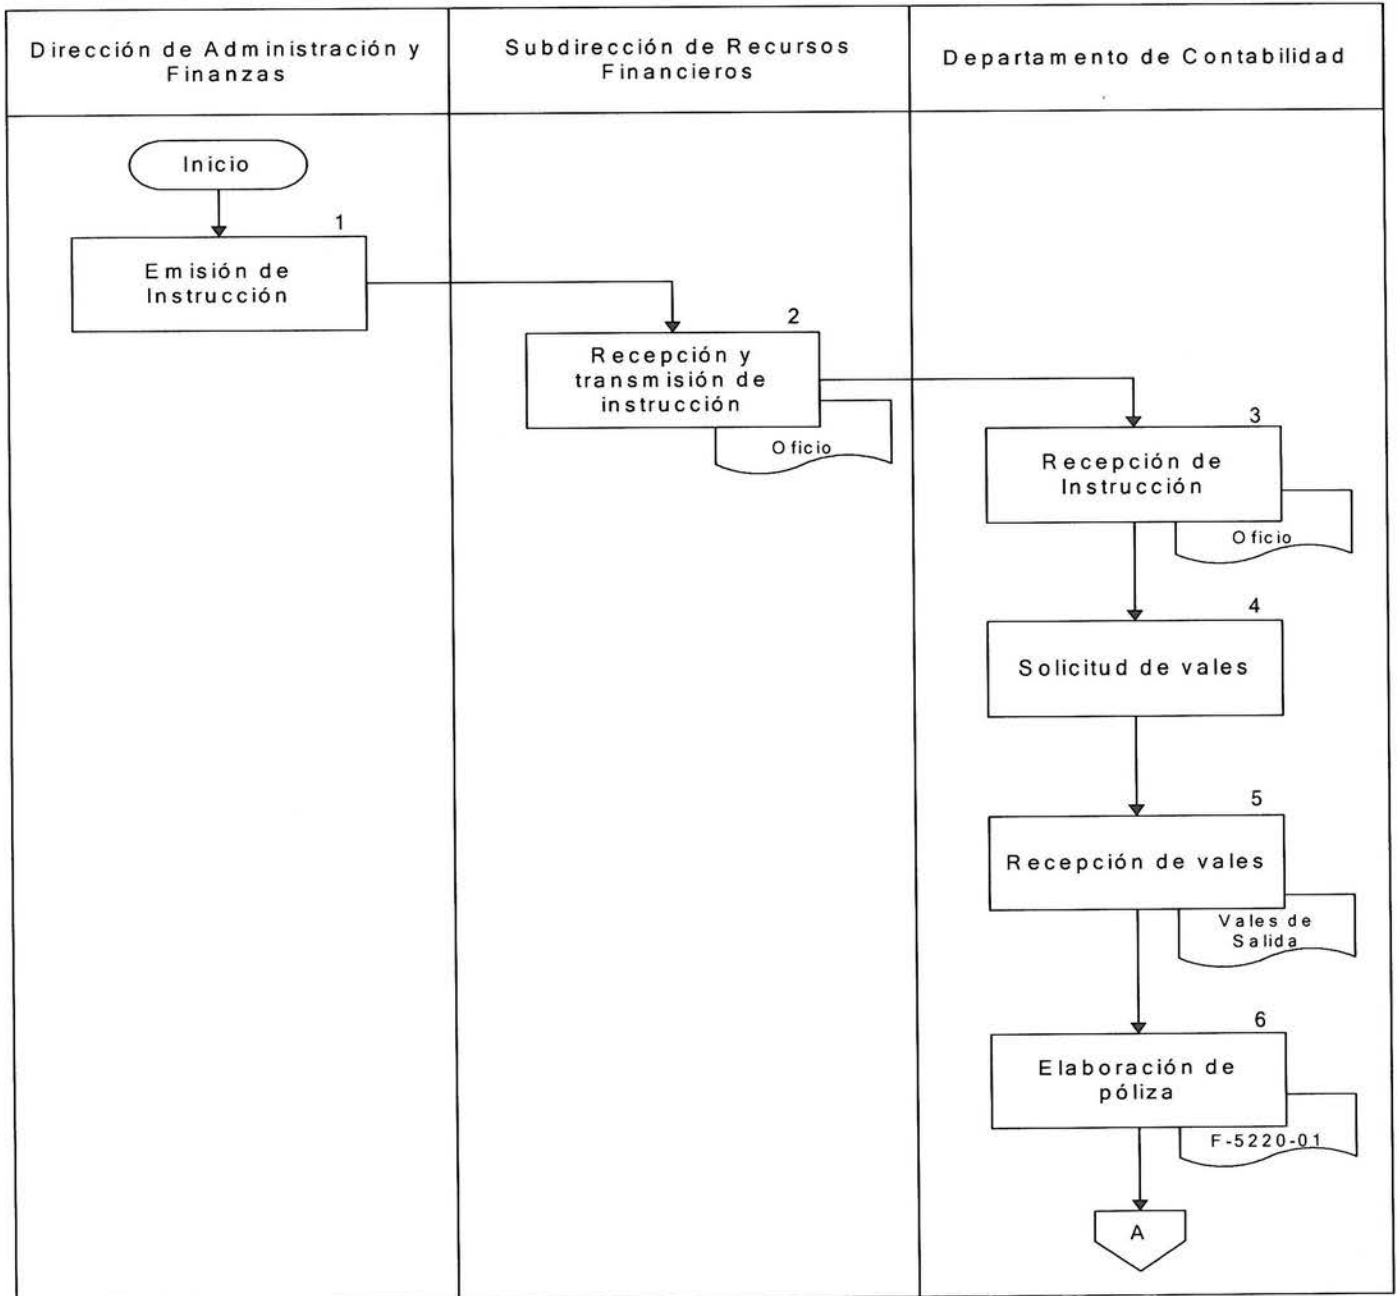 Dirección de Administración y
Finanzas
Subdirección de Recursos
Financieros
Departamento de Contabilidad
Inicio
1
Emisión de
Instrucción
2
Recepción y
transmisión de
instrucción
Oficio
3
Recepción de
Instrucción
Oficio
4
Solicitud de vales
5
Recepción de vales
Vales de
Salida
6
Elaboración de
póliza
F-5220-01
A